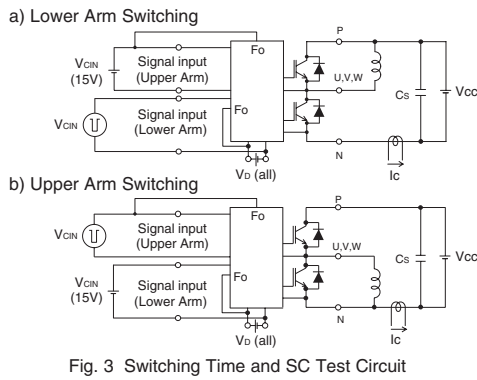 a) Lower Arm Switching
P
Fo
VCIN
(15V)
Signal input
(Upper Arm)
U,V,W
CS
VCC
VCIN
Signal input
(Lower Arm)
Fo
VD (all)
N
IC
b) Upper Arm Switching
P
Fo
VCIN
Signal input
(Upper Arm)
U,V,W
CS
VCC
VCIN
(15V)
Signal input
(Lower Arm)
Fo
VD (all)
N
IC
Fig. 3 Switching Time and SC Test Circuit